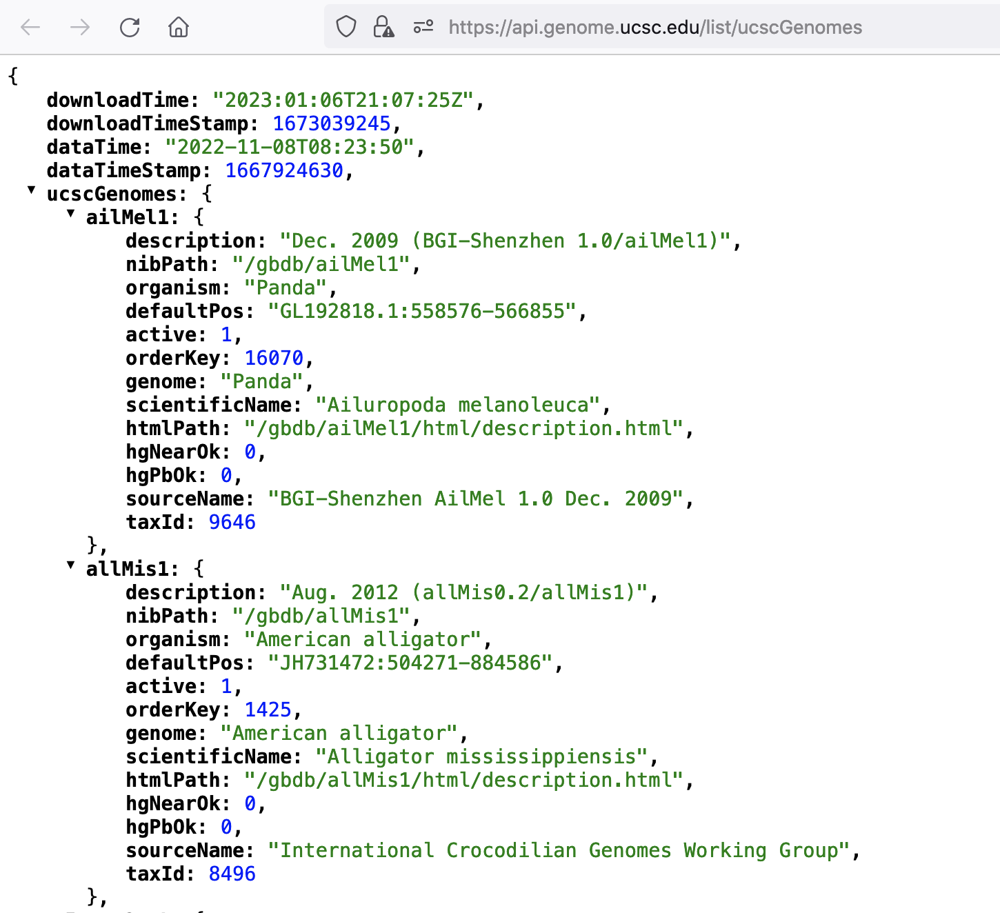 https://api.genome.ucsc.edu/list/ucscGenomes
{
downloadTime: "2023:01:06T21:07:25Z",
downloadTimeStamp: 1673039245,
dataTime: "2022-11-08T08:23:50",
dataTimeStamp: 1667924630,
ucscGenomes: {
ailMel1: {
description: "Dec. 2009 (BGI-Shenzhen 1.0/ailMel1)",
nibPath: "/gbdb/ailMel1",
organism: "Panda",
defaultPos: "GL192818.1:558576-566855",
active: 1,
orderKey: 16070,
genome: "Panda",
scientificName: "Ailuropoda melanoleuca",
htmlPath: "/gbdb/ailMel1/html/description.html",
hgNearOk: 0,
hgPbOk: 0,
sourceName: "BGI-Shenzhen AilMel 1.0 Dec. 2009",
taxId: 9646
},
allMis1: {
description: "Aug. 2012 (allMis0.2/allMis1)",
nibPath: "/gbdb/allMis1",
organism: "American alligator",
defaultPos: "JH731472:504271-884586",
active: 1,
orderKey: 1425,
genome: "American alligator",
scientificName: "Alligator mississippiensis",
htmlPath: "/gbdb/allMis1/html/description.html",
hgNearOk: 0,
hgPbOk: 0,
sourceName: "International Crocodilian Genomes Working Group",
taxId: 8496
},